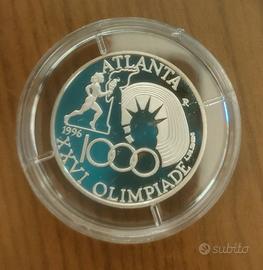 ATLANTA
R
1996
1000
XXVI OLIMPIADE
subito